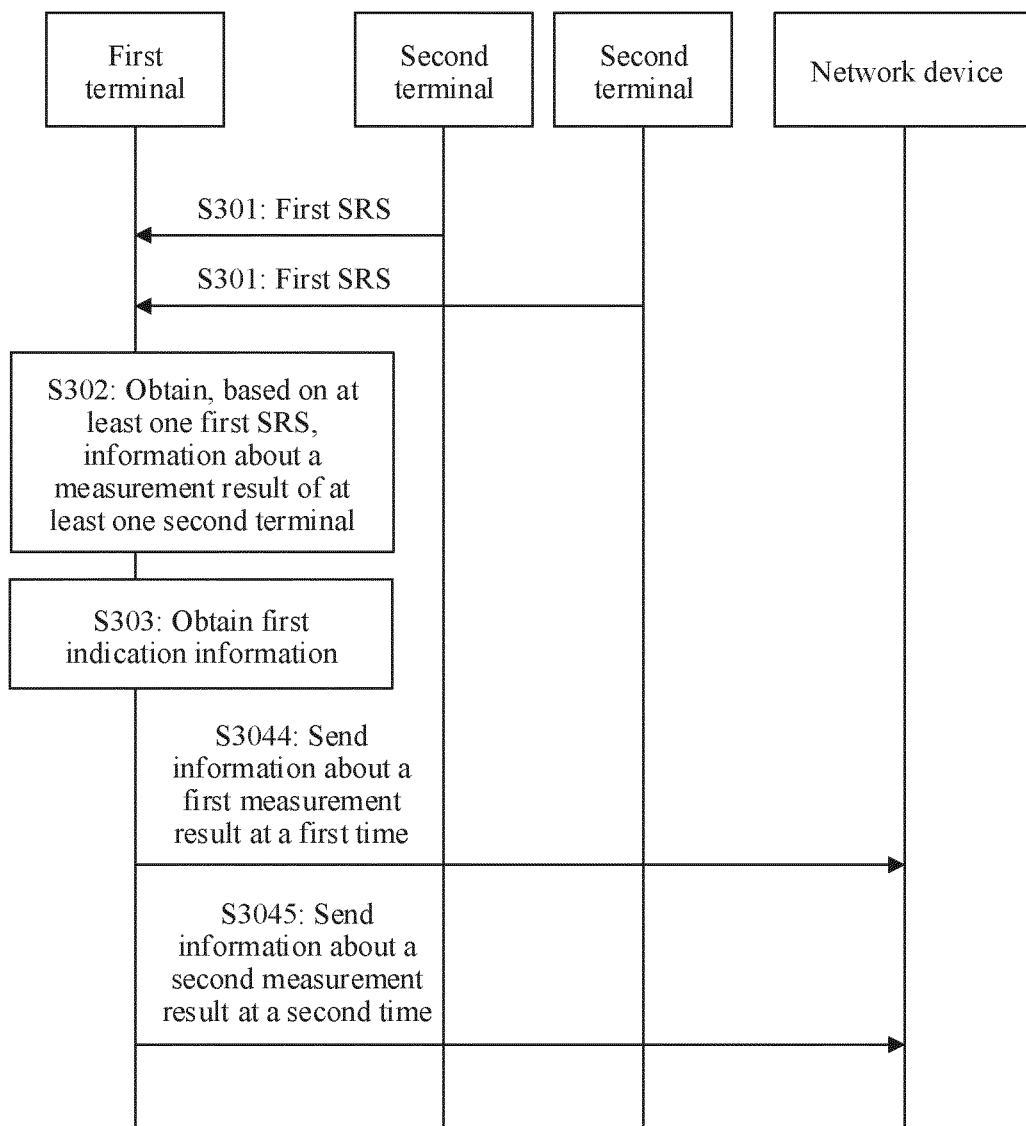 First
terminal
Second
terminal
Second
terminal
Network device
S301: First SRS
S301: First SRS
S302: Obtain, based on at
least one first SRS,
information about a
measurement result of at
least one second terminal
S303: Obtain first
indication information
S3044: Send
information about a
first measurement
result at a first time
S3045: Send
information about a
second measurement
result at a second time